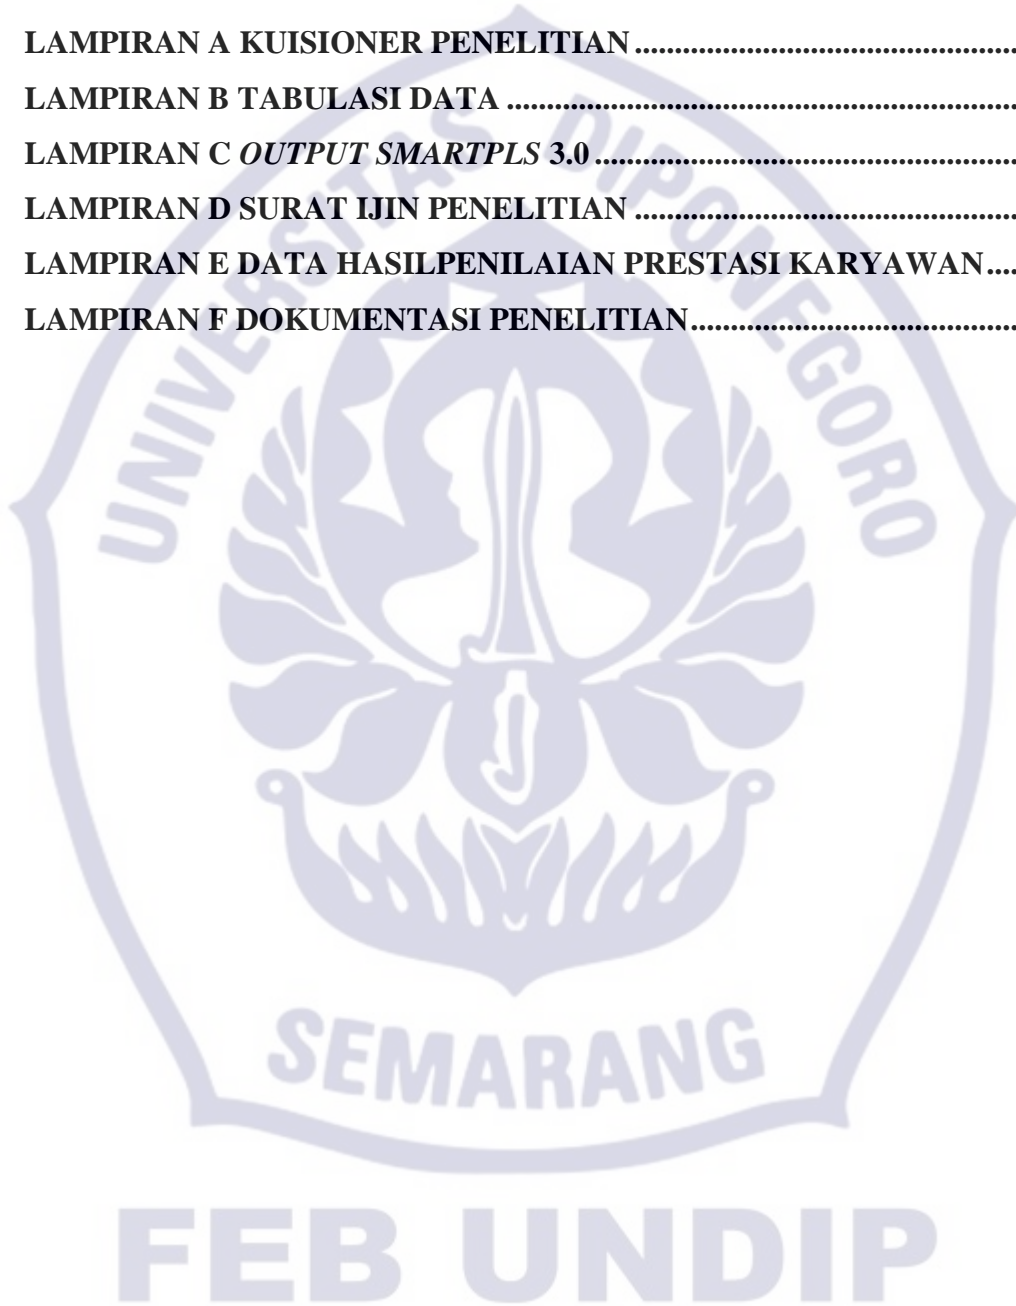 LAMPIRAN A KUISIONER PENELITIAN ................................................
LAMPIRAN B TABULASI DATA ................................................................
LAMPIRAN C OUTPUT SMARTPLS 3.0 .....................................................
LAMPIRAN D SURAT IJIN PENELITIAN ................................................
LAMPIRAN E DATA HASILPENILAIAN PRESTASI KARYAWAN ....
LAMPIRAN F DOKUMENTASI PENELITIAN .........................................
UNIVERSITAS DIPONEGORO
SEMARANG
FEB UNDIP